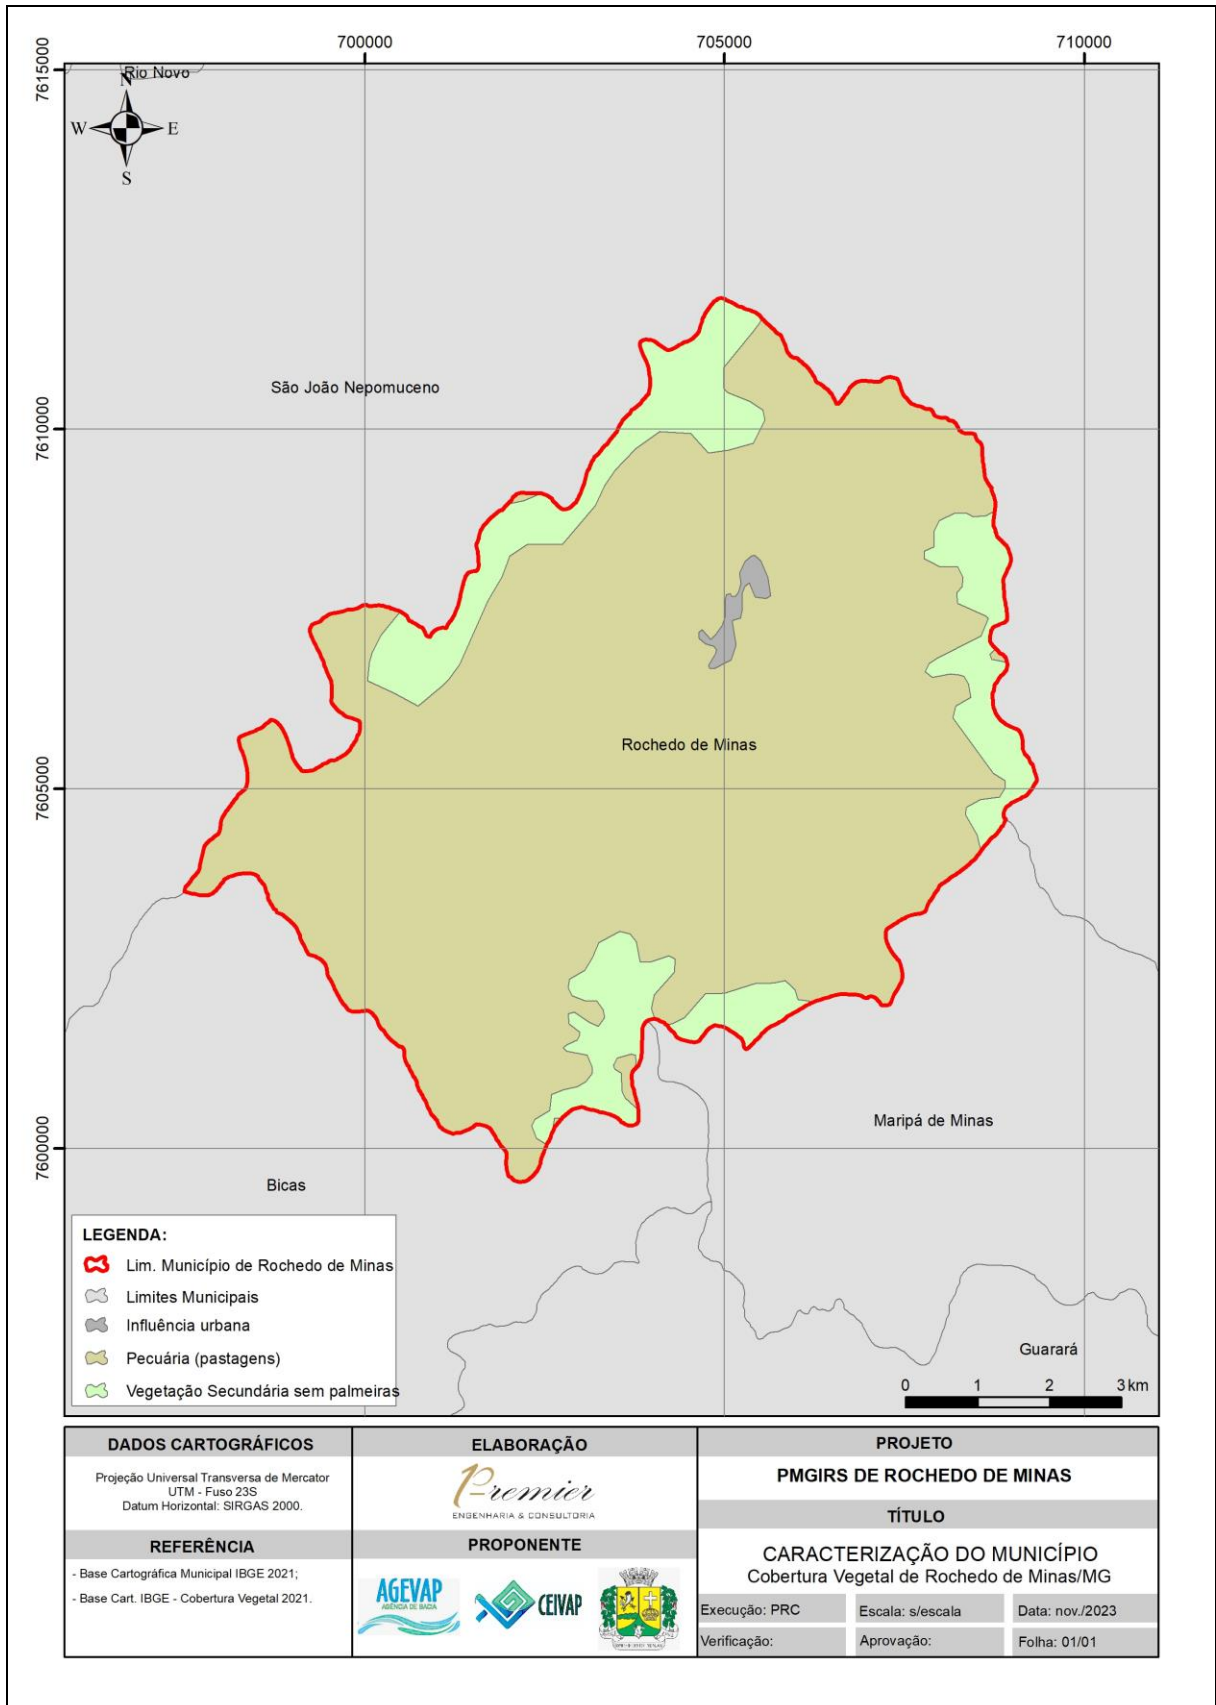 700000
705000
710000
7615000
Rio Novo
N
W
E
S
São João Nepomuceno
7610000
Rochedo de Minas
7605000
Maripá de Minas
7600000
Bicas
LEGENDA:
Lim. Município de Rochedo de Minas
Limites Municipais
Influência urbana
Pecuária (pastagens)
Vegetação Secundária sem palmeiras
Guarará
0 1 2 3 km
DADOS CARTOGRÁFICOS
Projeção Universal Transversa de Mercator
UTM - Fuso 23S
Datum Horizontal: SIRGAS 2000.
REFERÊNCIA
- Base Cartográfica Municipal IBGE 2021;
- Base Cart. IBGE - Cobertura Vegetal 2021.
ELABORAÇÃO
Premier
ENGENHARIA & CONSULTORIA
PROPONENTE
AGEVAP
AGÊNCIA DE BACIA
CEIVAP
PROJETO
PMGIRS DE ROCHEDO DE MINAS
TÍTULO
CARACTERIZAÇÃO DO MUNICÍPIO
Cobertura Vegetal de Rochedo de Minas/MG
Execução: PRC
Escala: s/escala
Data: nov./2023
Verificação:
Aprovação:
Folha: 01/01